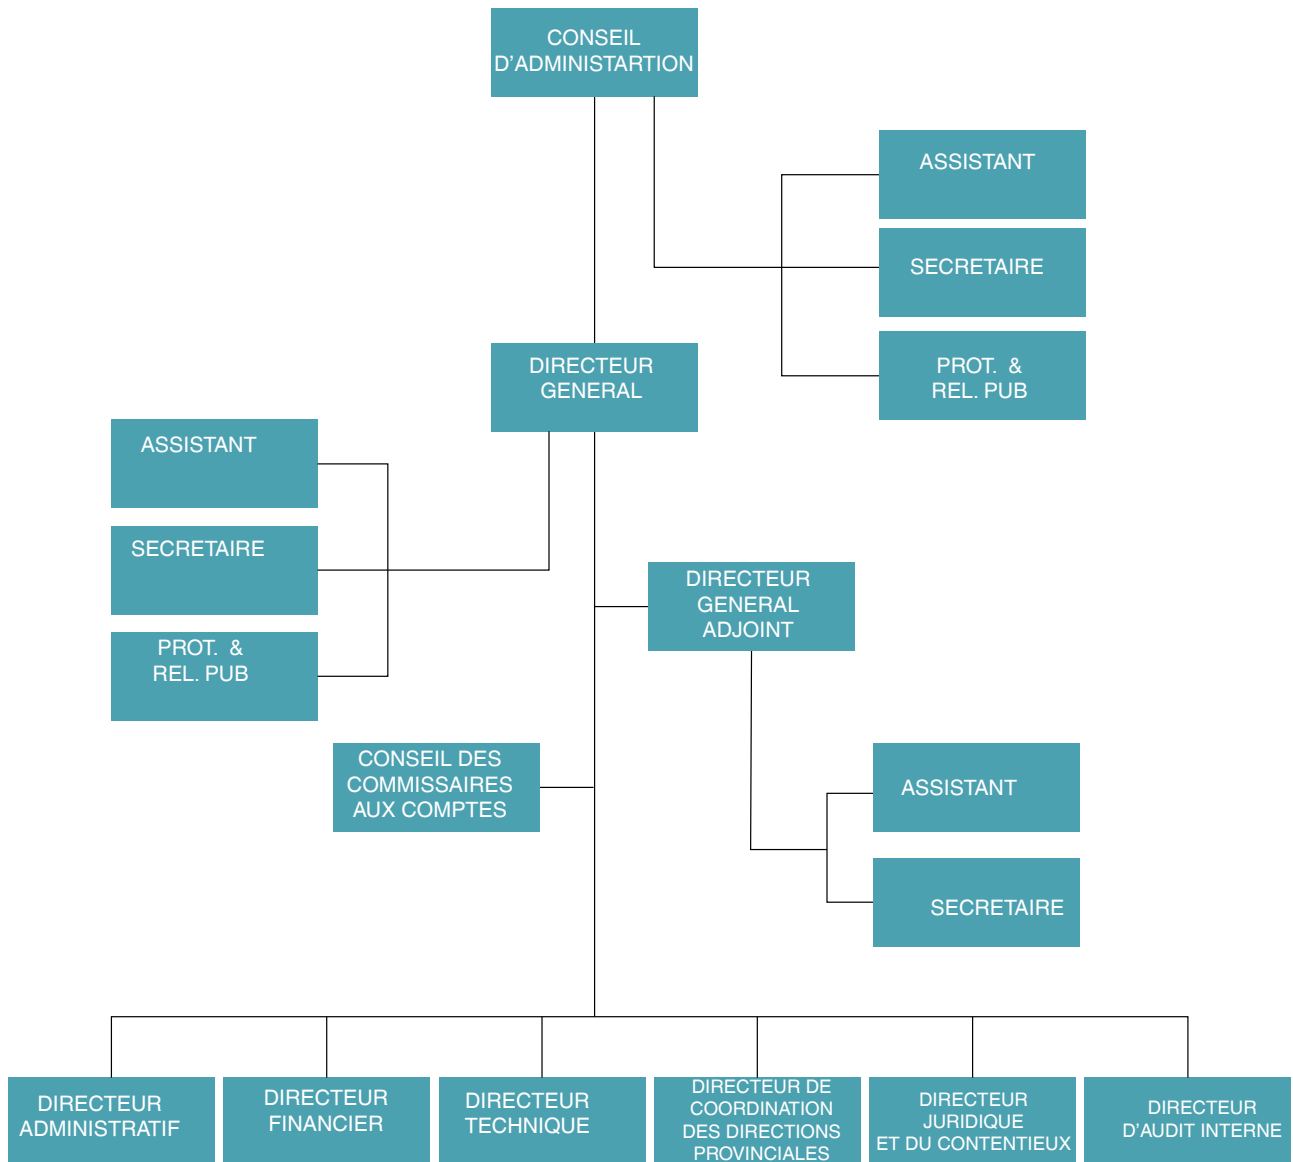 CONSEIL
D'ADMINISTARTION
ASSISTANT
SECRETAIRE
PROT. &
REL. PUB
DIRECTEUR
GENERAL
ASSISTANT
SECRETAIRE
PROT. &
REL. PUB
DIRECTEUR
GENERAL
ADJOINT
CONSEIL DES
COMMISSAIRES
AUX COMPTES
ASSISTANT
SECRETAIRE
DIRECTEUR
ADMINISTRATIF
DIRECTEUR
FINANCIER
DIRECTEUR
TECHNIQUE
DIRECTEUR DE
COORDINATION
DES DIRECTIONS
PROVINCIALES
DIRECTEUR
JURIDIQUE
ET DU CONTENTIEUX
DIRECTEUR
D'AUDIT INTERNE